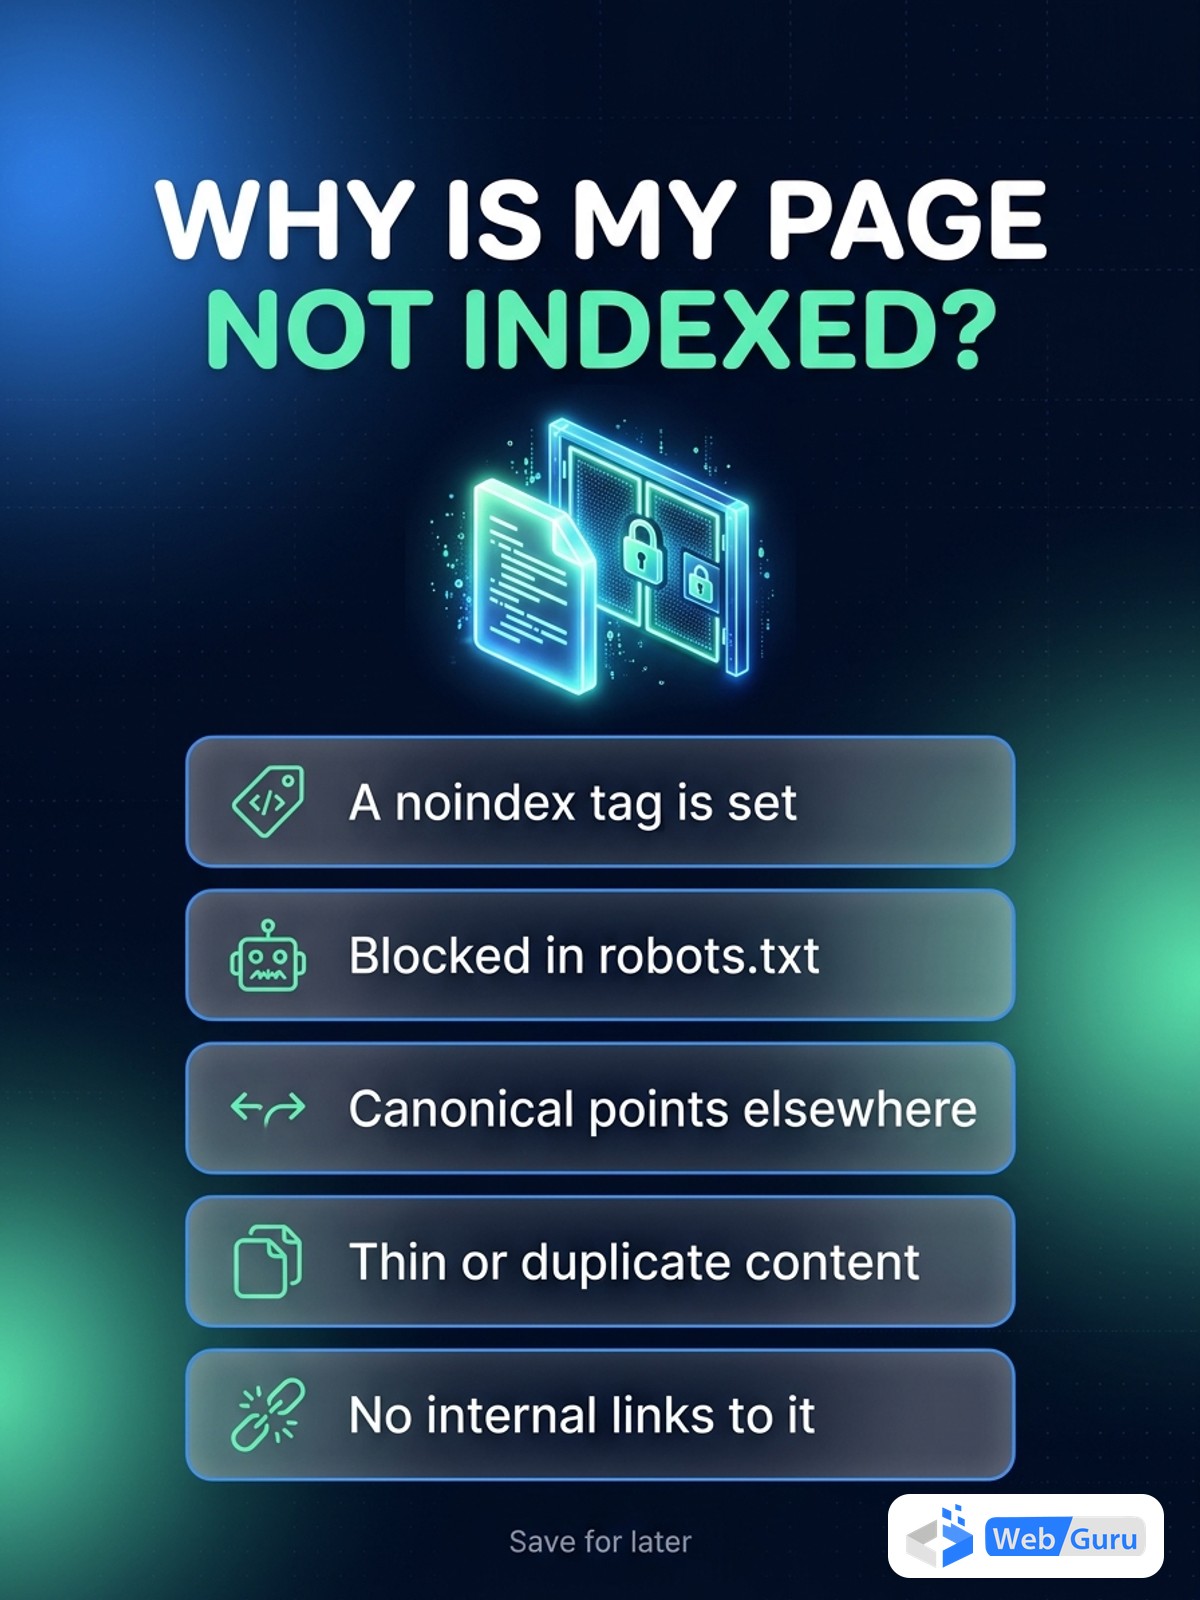 WHY IS MY PAGE
NOT INDEXED?
A noindex tag is set
Blocked in robots.txt
Canonical points elsewhere
Thin or duplicate content
No internal links to it
Save for later
Web Guru